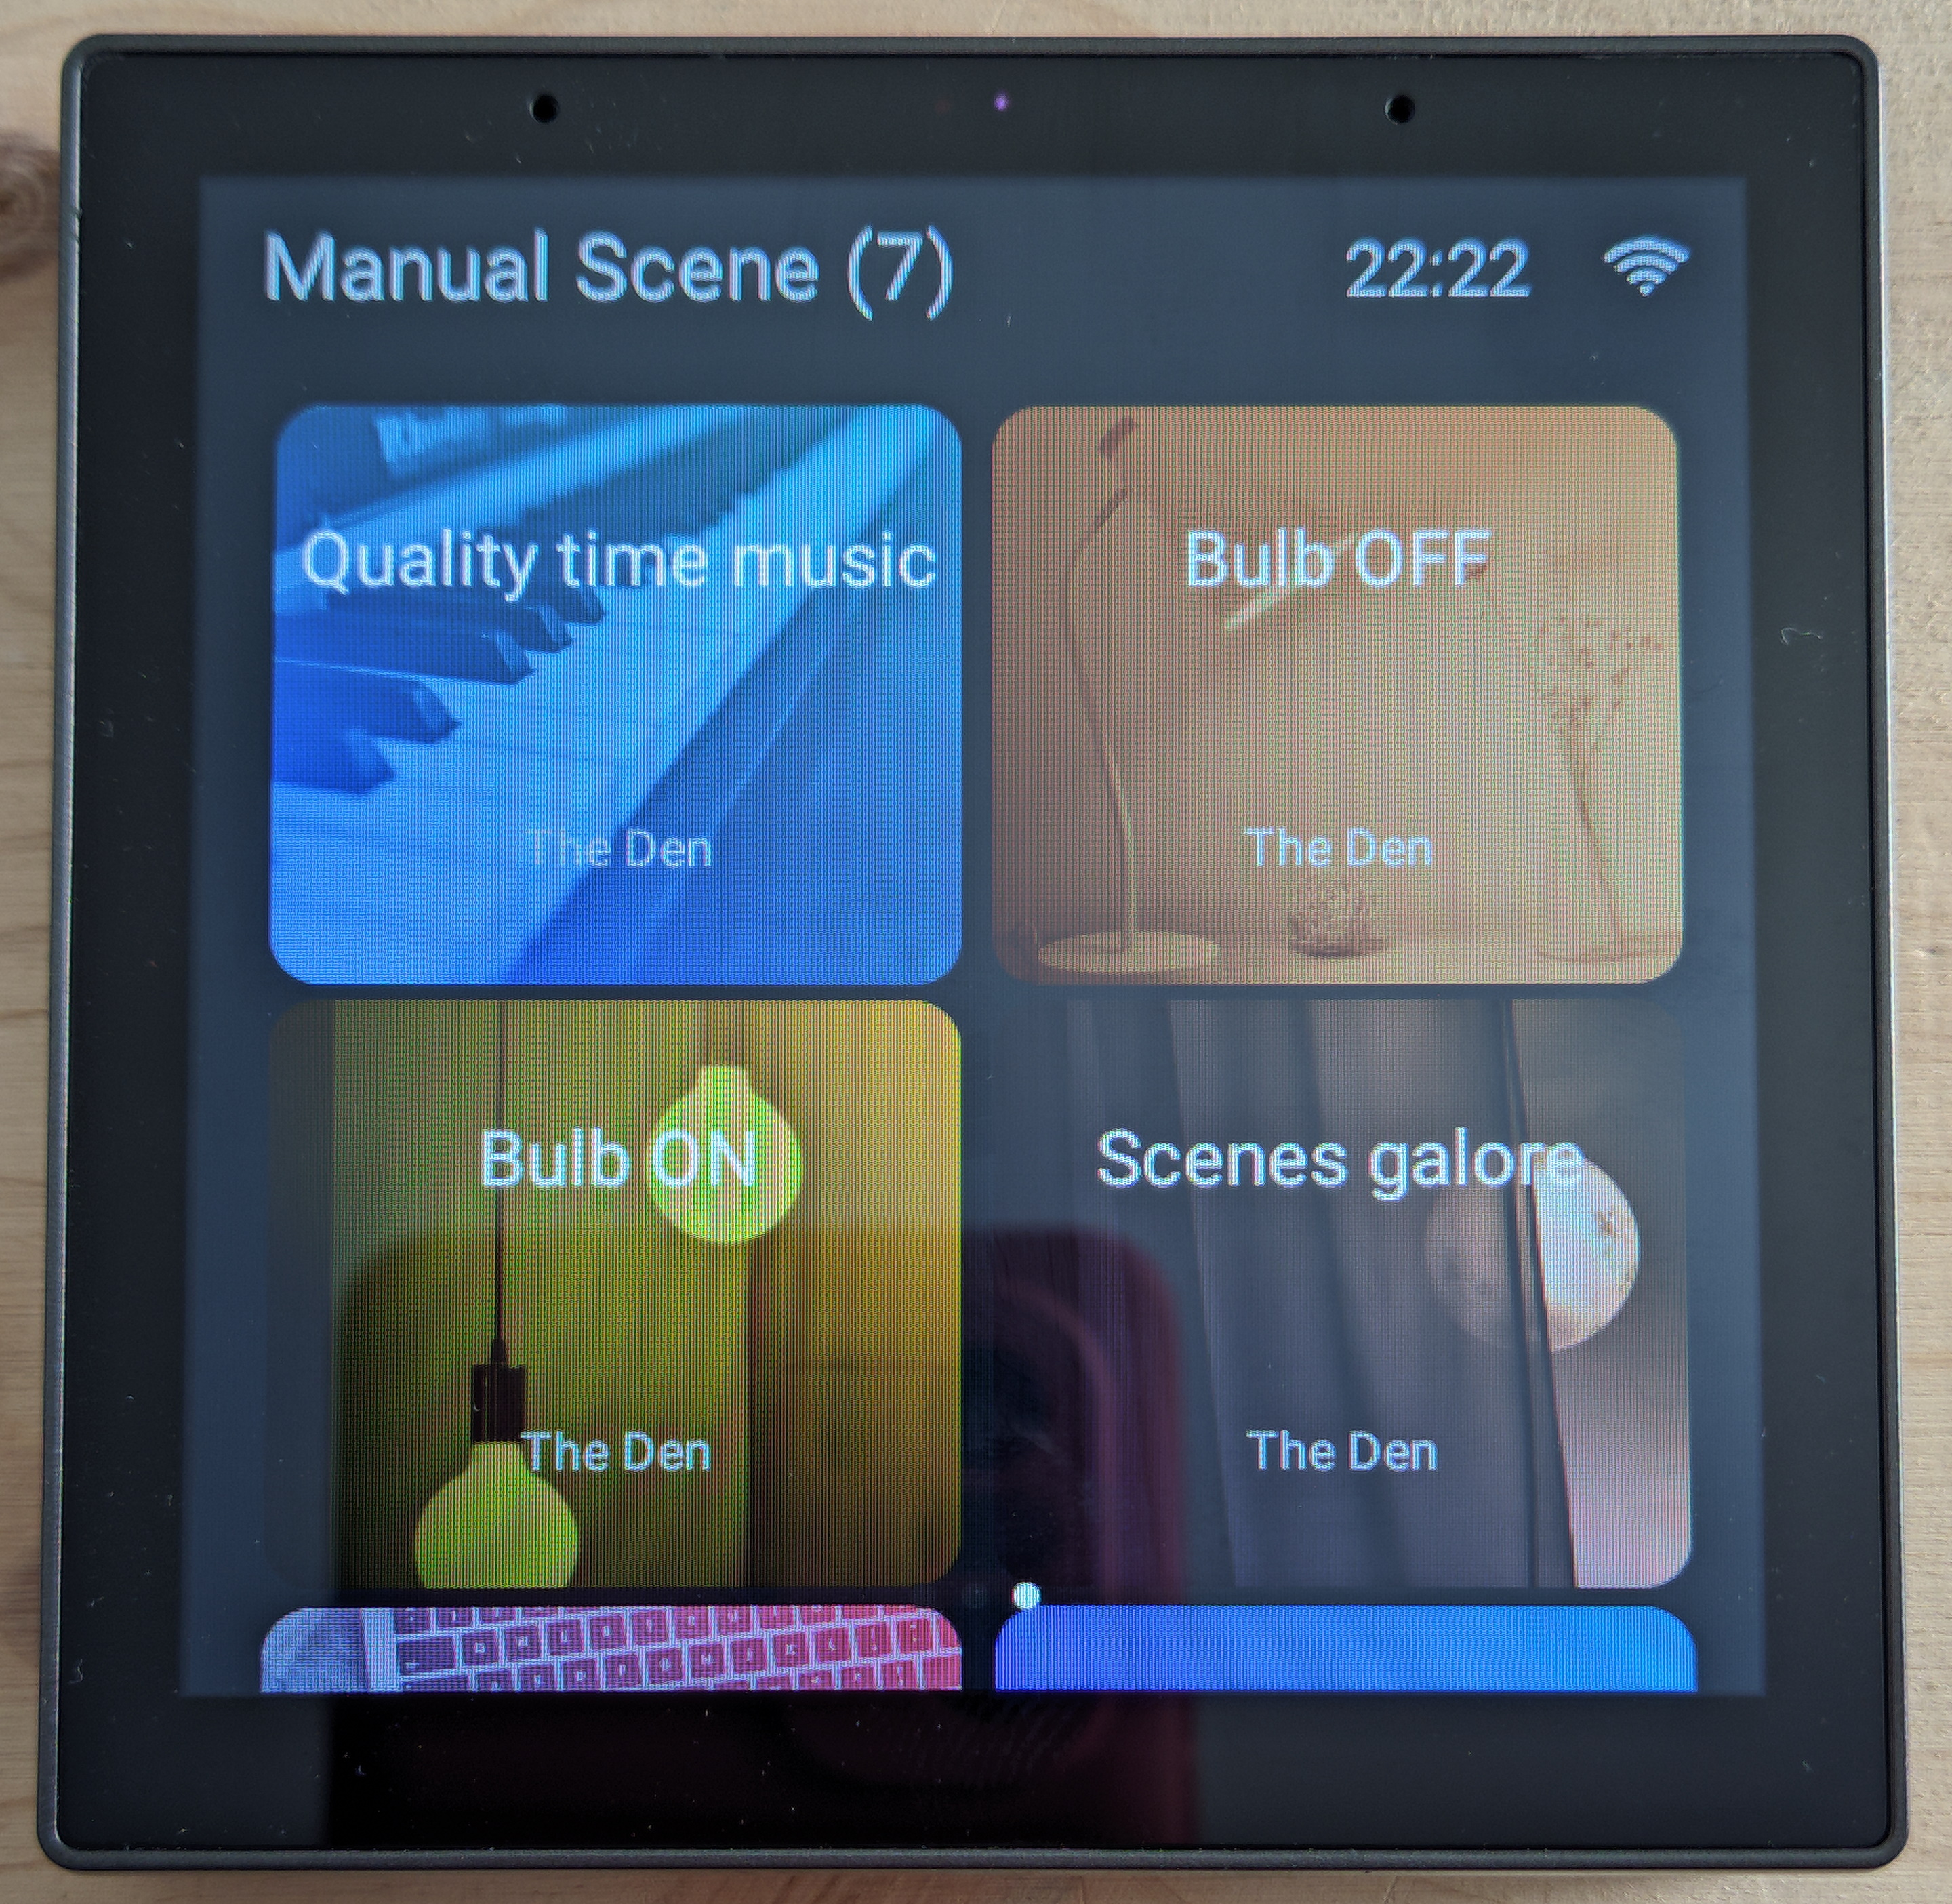 Manual Scene (7)
22:22
Quality time music
Bulb OFF
The Den
The Den
Bulb ON
Scenes galore
The Den
The Den